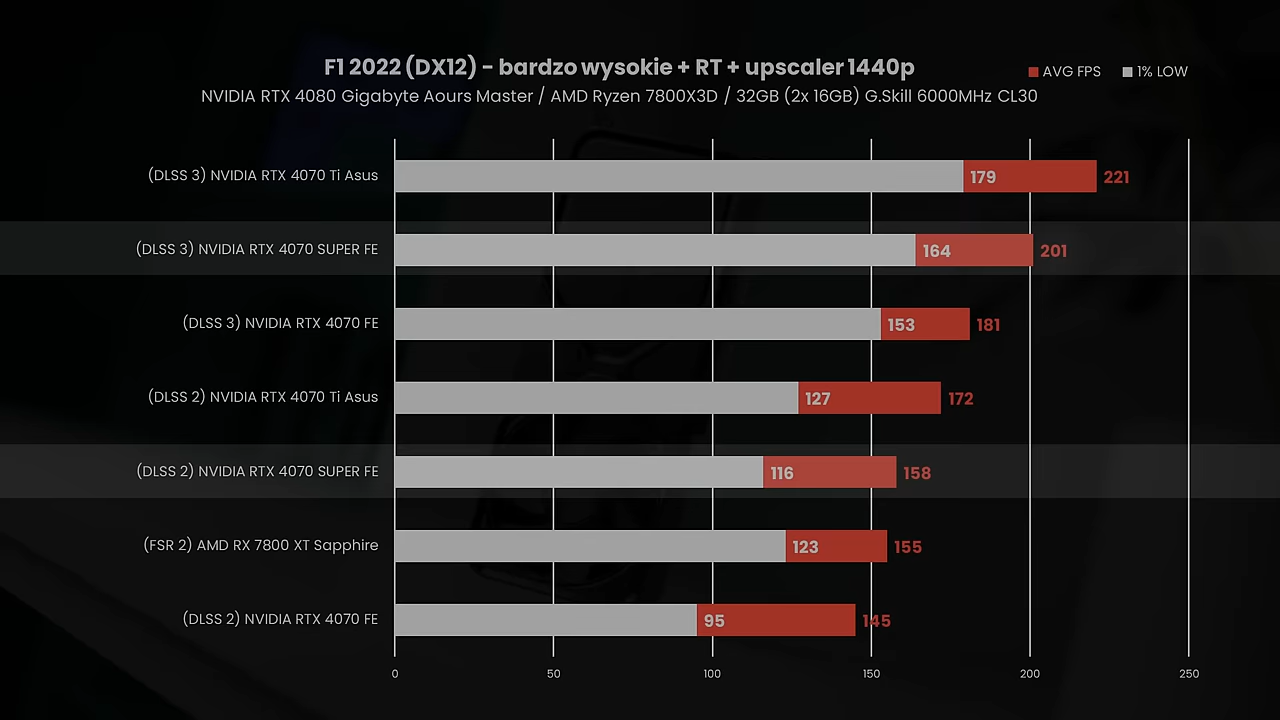 F1 2022 (DX12) - bardzo wysokie + RT + upscaler 1440p
AVG FPS 1% LOW
NVIDIA RTX 4080 Gigabyte Aours Master / AMD Ryzen 7800X3D / 32GB (2x 16GB) G.Skill 6000MHz CL30
(DLSS 3) NVIDIA RTX 4070 Ti Asus 179 221
(DLSS 3) NVIDIA RTX 4070 SUPER FE 164 201
(DLSS 3) NVIDIA RTX 4070 FE 153 181
(DLSS 2) NVIDIA RTX 4070 Ti Asus 127 172
(DLSS 2) NVIDIA RTX 4070 SUPER FE 116 158
(FSR 2) AMD RX 7800 XT Sapphire 123 155
(DLSS 2) NVIDIA RTX 4070 FE 95 145
0 50 100 150 200 250